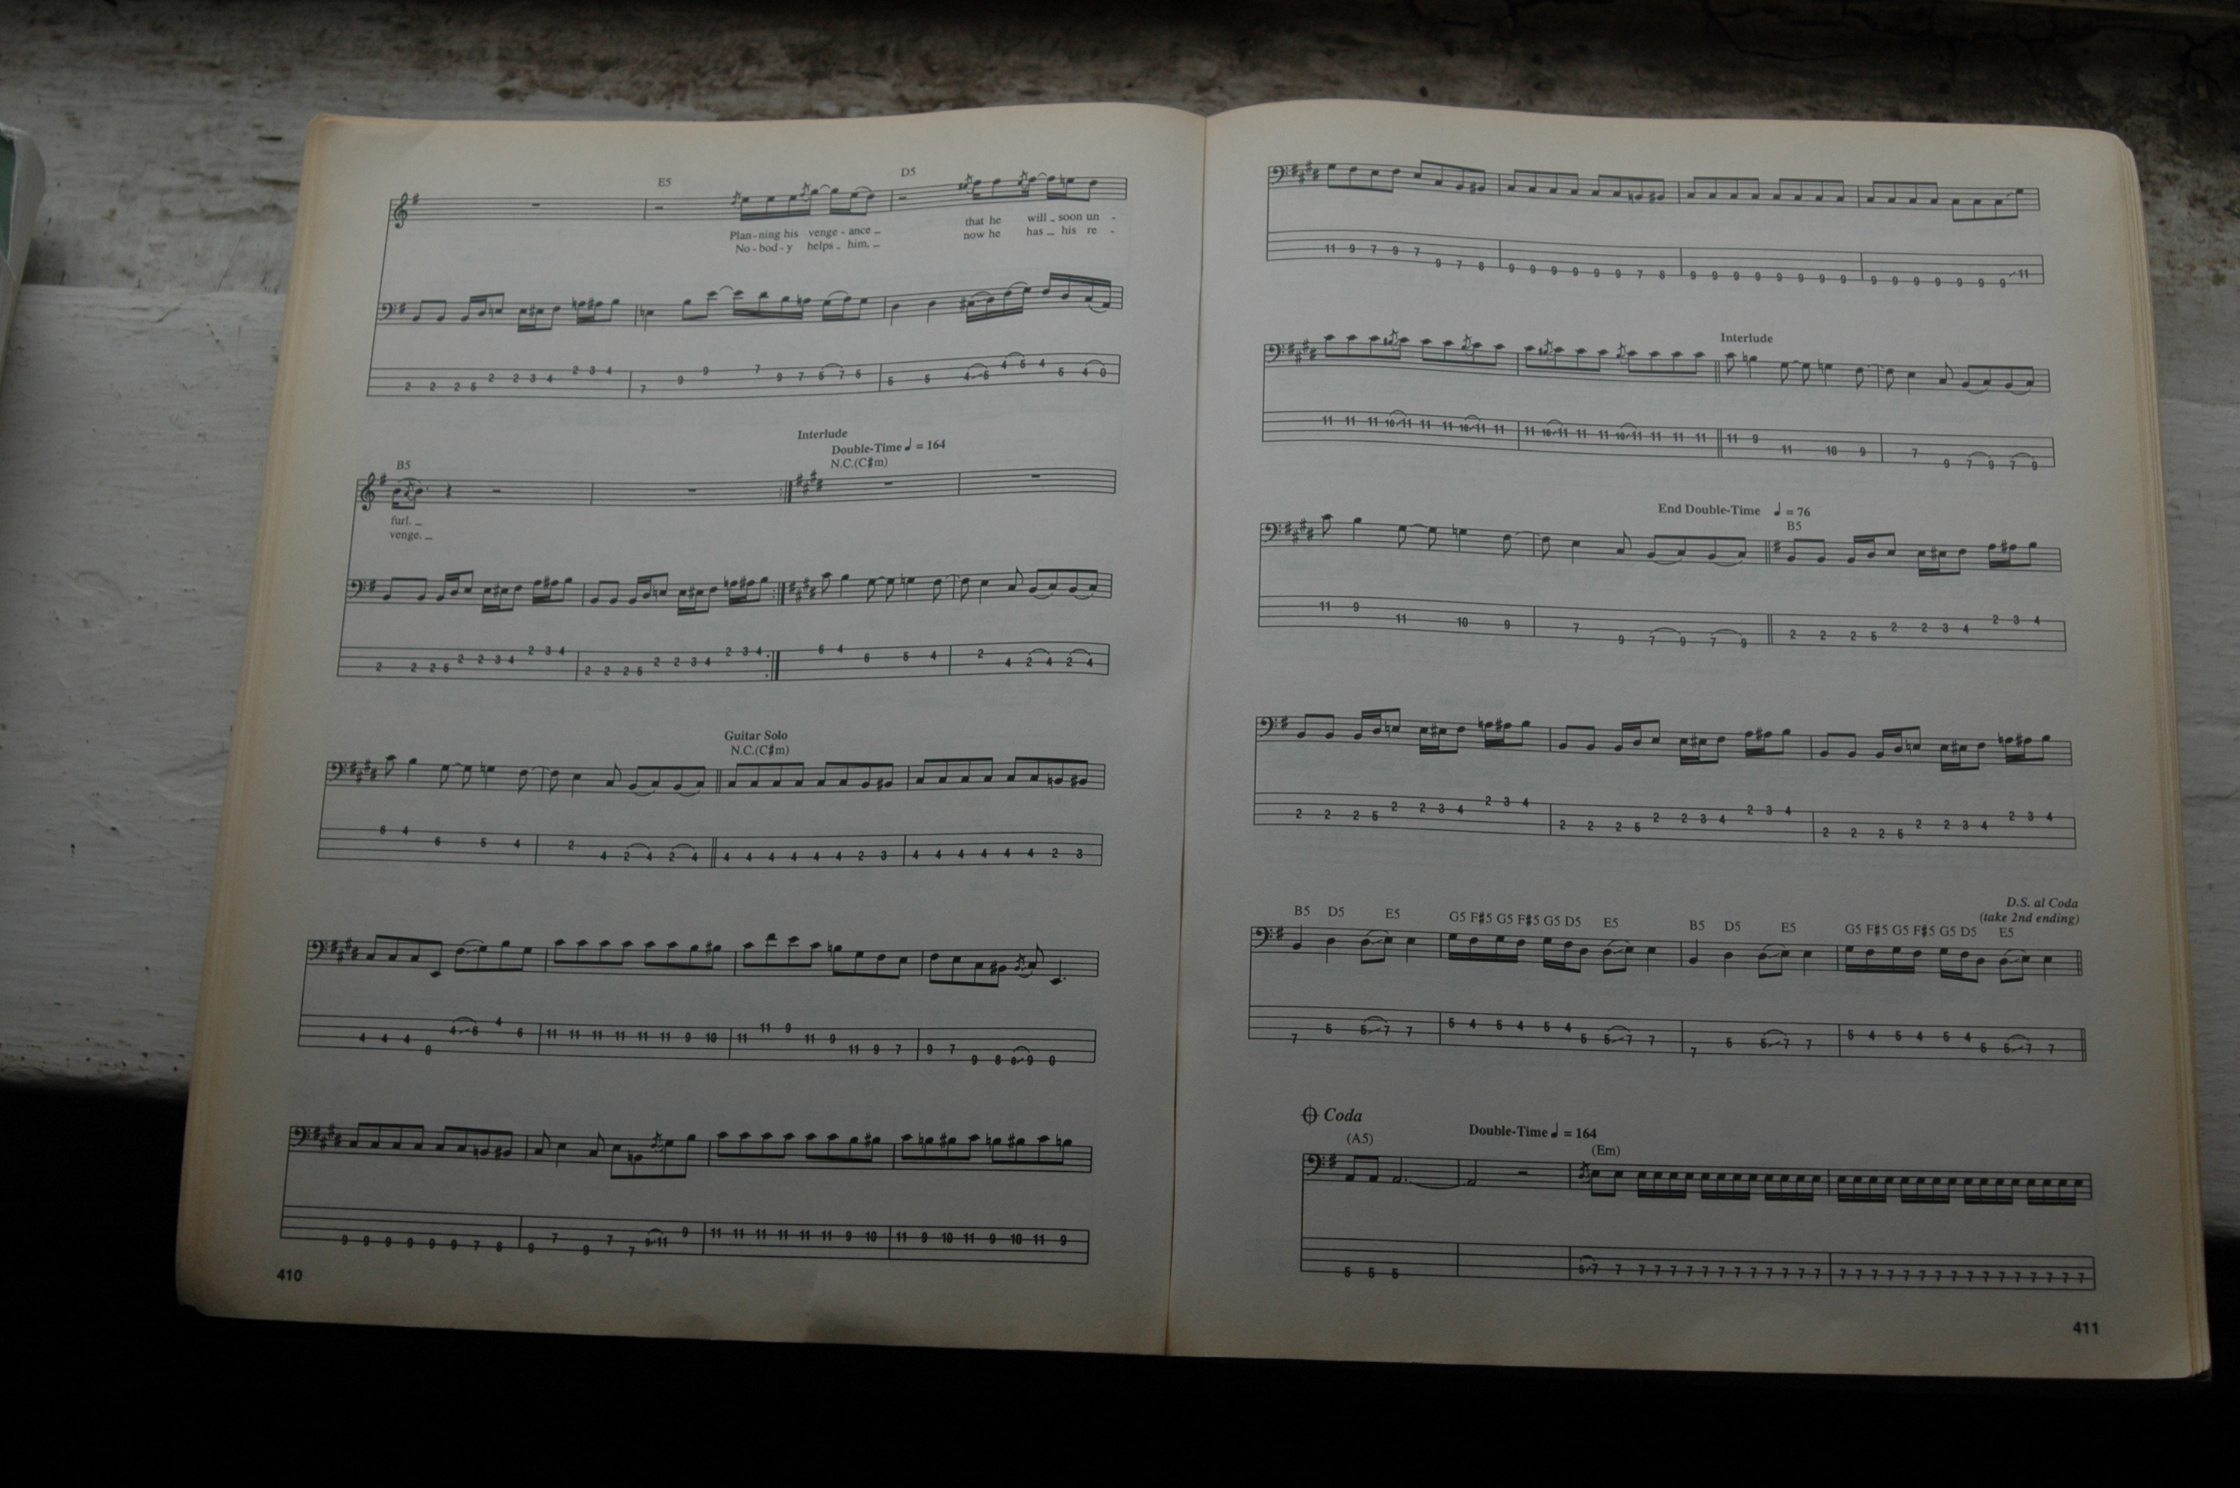 E5 D5
Plan - ning his venge - ance _ that he will _ soon un -
No - bod - y helps _ him, _ now he has _ his re -
2 2 2 5 2 2 3 4 2 3 4 7 9 9 7 9 7 5 7 5 5 5 4 5 4 5 4 5 4 0
Interlude
Double-Time ♩ = 164
B5 N.C.(C♯m)
furl. _
venge. _
2 2 2 5 2 2 3 4 2 3 4 2 2 2 5 2 2 3 4 2 3 4 6 4 6 5 4 2 4 2 4 2 4
Guitar Solo
N.C.(C♯m)
6 4 6 5 4 2 4 2 4 2 4 4 4 4 4 4 4 2 3 4 4 4 4 4 4 2 3
4 4 4 0 4 6 4 6 11 11 11 11 11 11 9 10 11 11 9 11 9 11 9 7 9 7 9 8 8 9 0
9 9 9 9 9 9 7 8 9 7 9 7 7 9 11 9 11 11 11 11 11 11 9 10 11 9 10 11 9 10 11 9
410
11 9 7 9 7 9 7 8 9 9 9 9 9 9 7 8 9 9 9 9 9 9 9 9 9 9 9 9 9 9 9 11
Interlude
11 11 11 10 11 11 11 10 11 11 11 10 11 11 11 10 11 11 11 11 11 9 11 10 9 7 9 7 9 7 9
End Double-Time ♩ = 76
B5
11 9 11 10 9 7 9 7 9 7 9 2 2 2 5 2 2 3 4 2 3 4
2 2 2 5 2 2 3 4 2 3 4 2 2 2 5 2 2 3 4 2 3 4 2 2 2 5 2 2 3 4 2 3 4
D.S. al Coda
(take 2nd ending)
B5 D5 E5 G5 F♯5 G5 F♯5 G5 D5 E5 B5 D5 E5 G5 F♯5 G5 F♯5 G5 D5 E5
7 5 5 7 7 5 4 5 4 5 4 5 5 7 7 7 5 5 7 7 5 4 5 4 5 4 5 5 7 7
Coda
(A5) Double-Time ♩ = 164
(Em)
5 5 5 5 7 7 7 7 7 7 7 7 7 7 7 7 7 7 7 7 7 7 7 7 7 7 7 7 7 7 7 7 7 7 7 7
411